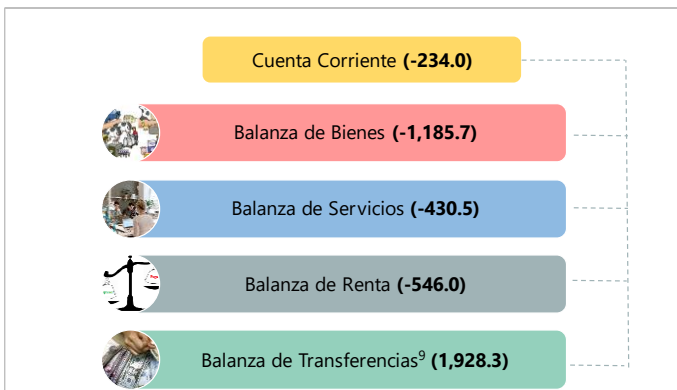 Cuenta Corriente (-234.0)
Balanza de Bienes (-1,185.7)
Balanza de Servicios (-430.5)
Balanza de Renta (-546.0)
Balanza de Transferencias⁹ (1,928.3)